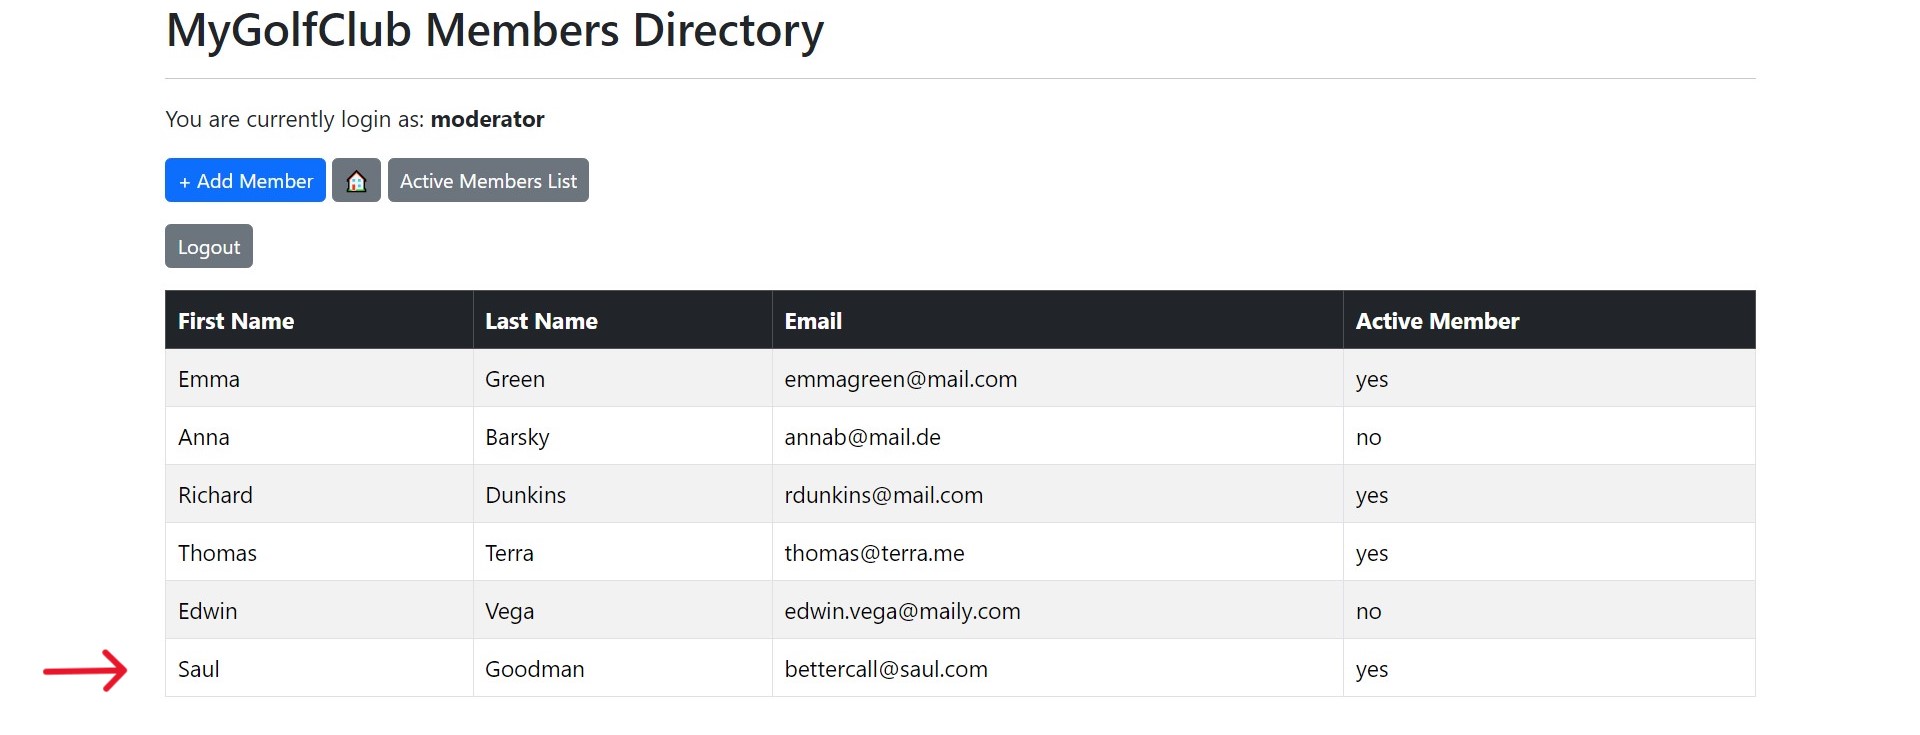 MyGolfClub Members Directory
You are currently login as: moderator
+ Add Member Active Members List
Logout
First Name Last Name Email Active Member
Emma Green emmagreen@mail.com yes
Anna Barsky annab@mail.de no
Richard Dunkins rdunkins@mail.com yes
Thomas Terra thomas@terra.me yes
Edwin Vega edwin.vega@maily.com no
Saul Goodman bettercall@saul.com yes